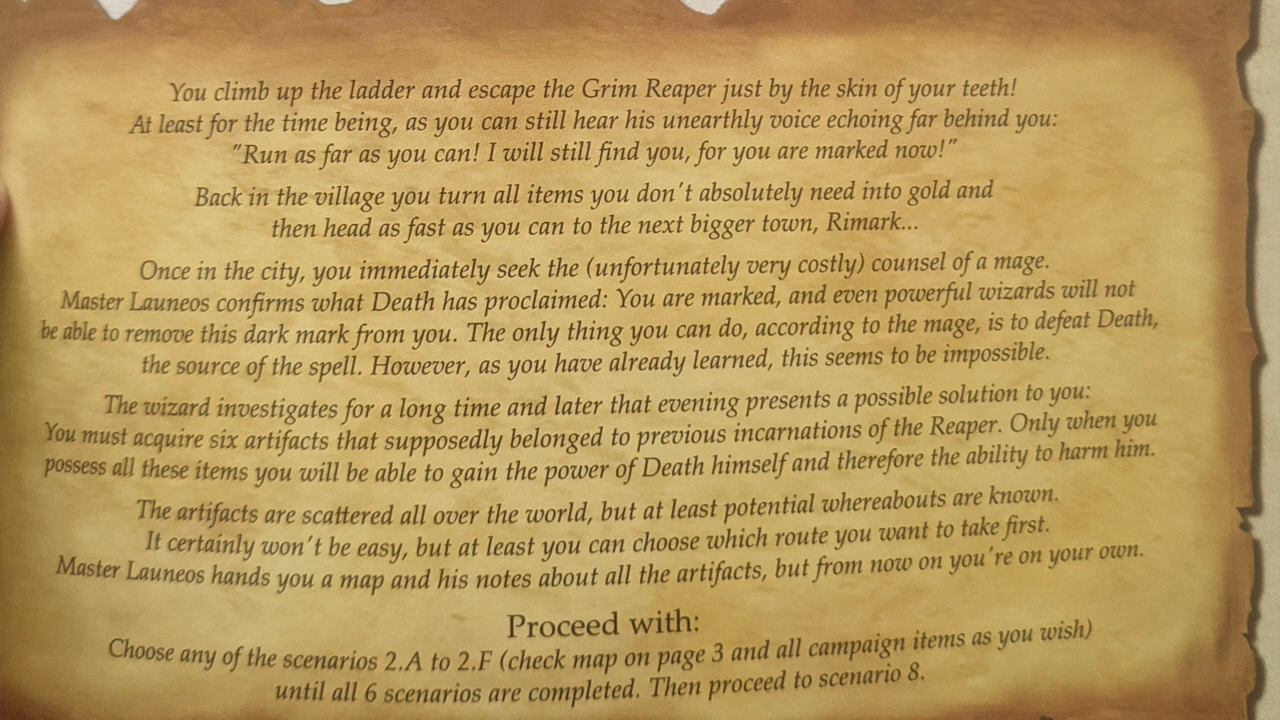 You climb up the ladder and escape the Grim Reaper just by the skin of your teeth!
At least for the time being, as you can still hear his unearthly voice echoing far behind you:
"Run as far as you can! I will still find you, for you are marked now!"
Back in the village you turn all items you don't absolutely need into gold and
then head as fast as you can to the next bigger town, Rimark...
Once in the city, you immediately seek the (unfortunately very costly) counsel of a mage.
Master Launeos confirms what Death has proclaimed: You are marked, and even powerful wizards will not
be able to remove this dark mark from you. The only thing you can do, according to the mage, is to defeat Death,
the source of the spell. However, as you have already learned, this seems to be impossible.
The wizard investigates for a long time and later that evening presents a possible solution to you:
You must acquire six artifacts that supposedly belonged to previous incarnations of the Reaper. Only when you
possess all these items you will be able to gain the power of Death himself and therefore the ability to harm him.
The artifacts are scattered all over the world, but at least potential whereabouts are known.
It certainly won't be easy, but at least you can choose which route you want to take first.
Master Launeos hands you a map and his notes about all the artifacts, but from now on you're on your own.
Proceed with:
Choose any of the scenarios 2.A to 2.F (check map on page 3 and all campaign items as you wish)
until all 6 scenarios are completed. Then proceed to scenario 8.